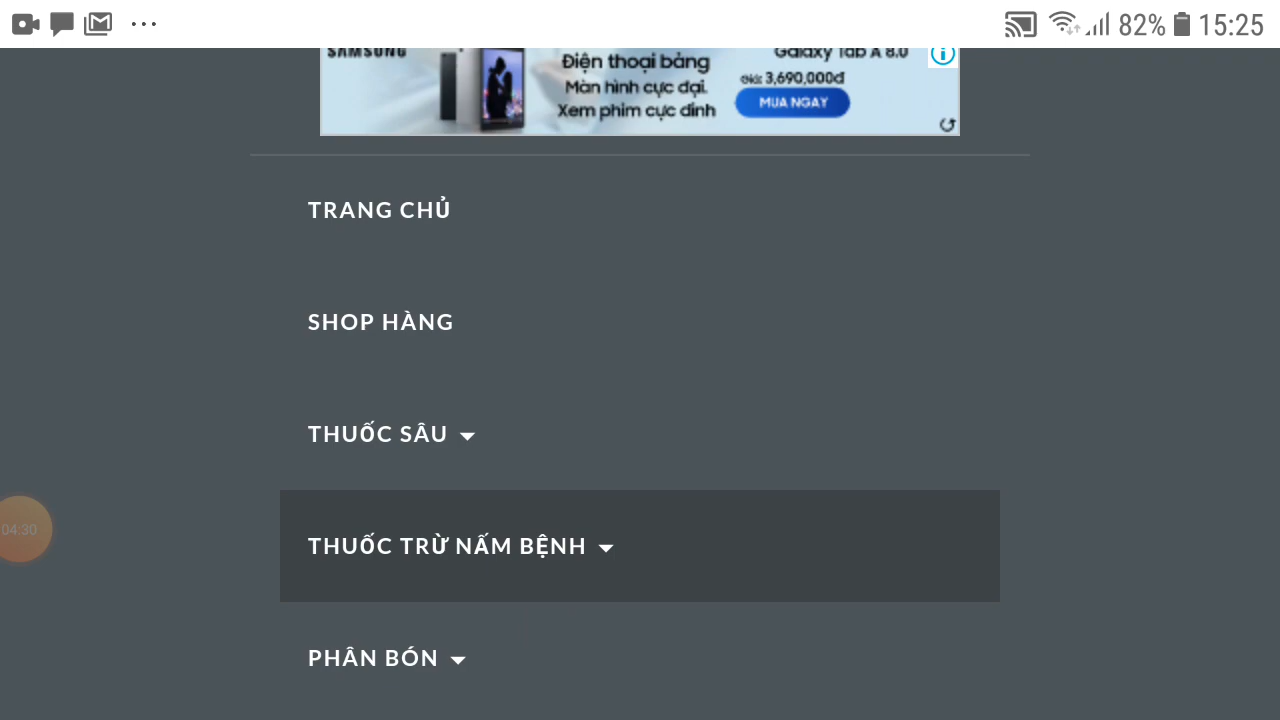 82% 15:25
SAMSUNG
Điện thoại bảng
Màn hình cực đại.
Xem phim cực đỉnh
Galaxy Tab A 8.0
Giá: 3,690,000đ
MUA NGAY
TRANG CHỦ
SHOP HÀNG
THUỐC SÂU
04:30
THUỐC TRỪ NẤM BỆNH
PHÂN BÓN